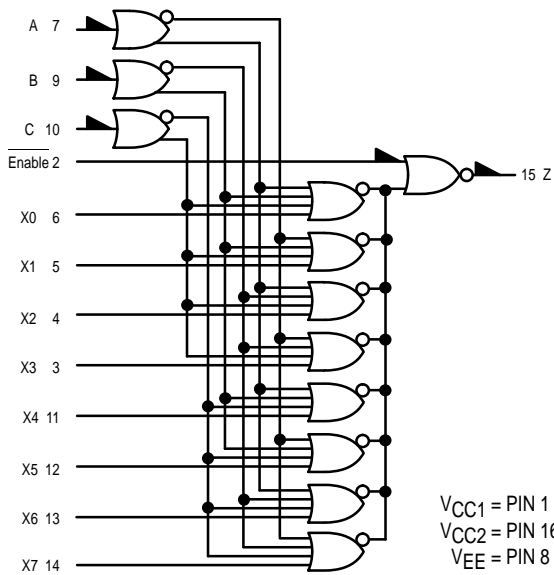 A 7
B 9
C 10
Enable 2
15 Z
X0 6
X1 5
X2 4
X3 3
X4 11
X5 12
X6 13
X7 14
VCC1 = PIN 1
VCC2 = PIN 16
VEE = PIN 8